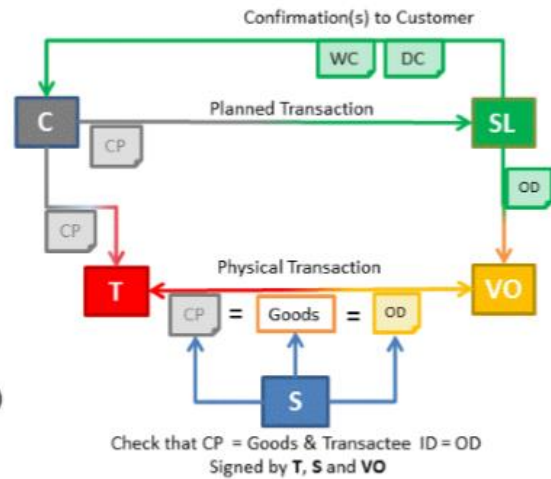 Confirmation(s) to Customer
WC
DC
C
Planned Transaction
SL
CP
OD
CP
Physical Transaction
T
VO
CP = Goods = OD
S
)
Check that CP = Goods & Transactee ID = OD
Signed by T, S and VO